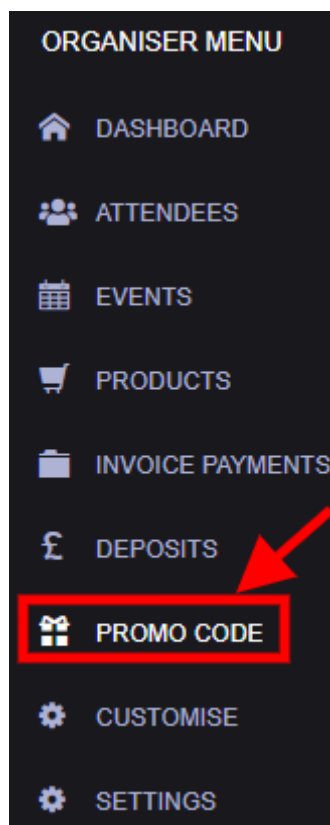 ORGANISER MENU
DASHBOARD
ATTENDEES
EVENTS
PRODUCTS
INVOICE PAYMENTS
£ DEPOSITS
PROMO CODE
CUSTOMISE
SETTINGS